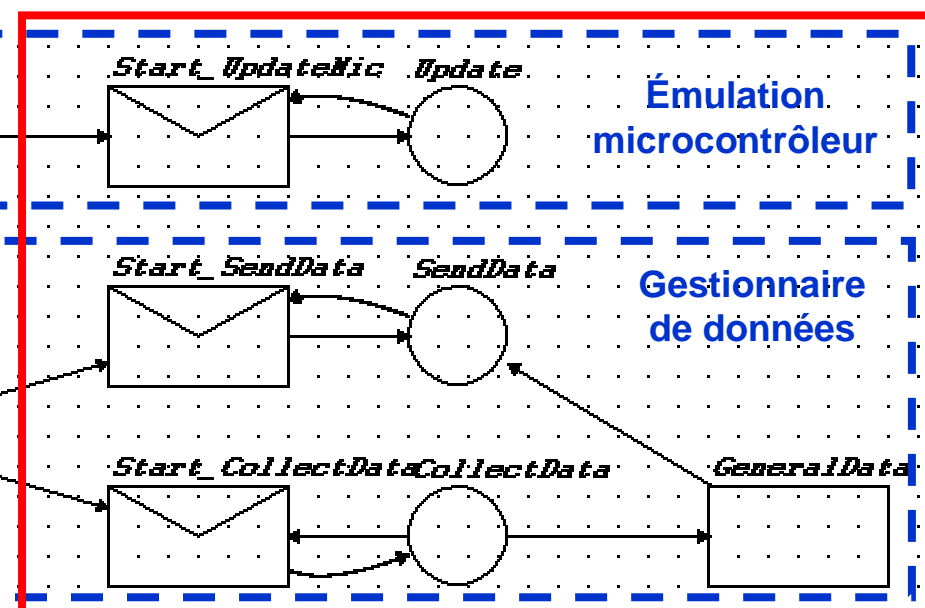 Start_UpdateMic Update
Émulation
microcontrôleur
Start_SendData SendData
Gestionnaire
de données
Start_CollectData CollectData GeneralData